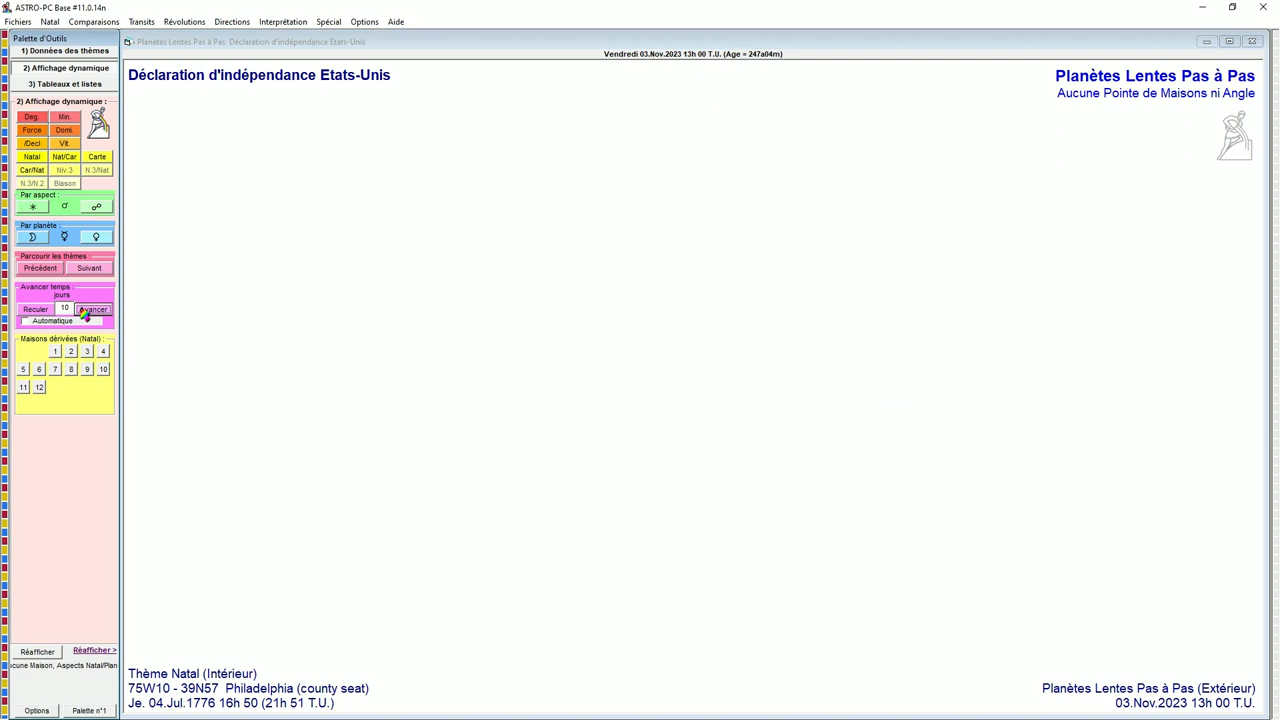 ASTRO-PC Base #11.0.14n
Fichiers Natal Comparaisons Transits Révolutions Directions Interprétation Spécial Options Aide
Palette d'Outils
1) Données des thèmes
2) Affichage dynamique
3) Tableaux et listes
2) Affichage dynamique :
Deg. Min.
Force Domi.
/Decl Vit.
Natal Nat/Car Carte
Car/Nat Niv.3 N.3/Nat
N.3/N.2 Blason
Par aspect :
Par planète :
Parcourir les thèmes :
Précédent Suivant
Avancer temps :
jours
Reculer 10 Avancer
Automatique
Maisons dérivées (Natal) :
1 2 3 4
5 6 7 8 9 10
11 12
Réafficher Réafficher >
cune Maison, Aspects Natal/Plan
Options Palette n°1
Planètes Lentes Pas à Pas Déclaration d'indépendance Etats-Unis
Vendredi 03.Nov.2023 13h 00 T.U. (Age = 247a04m)
Déclaration d'indépendance Etats-Unis
Planètes Lentes Pas à Pas
Aucune Pointe de Maisons ni Angle
Thème Natal (Intérieur)
75W10 - 39N57 Philadelphia (county seat)
Je. 04.Jul.1776 16h 50 (21h 51 T.U.)
Planètes Lentes Pas à Pas (Extérieur)
03.Nov.2023 13h 00 T.U.